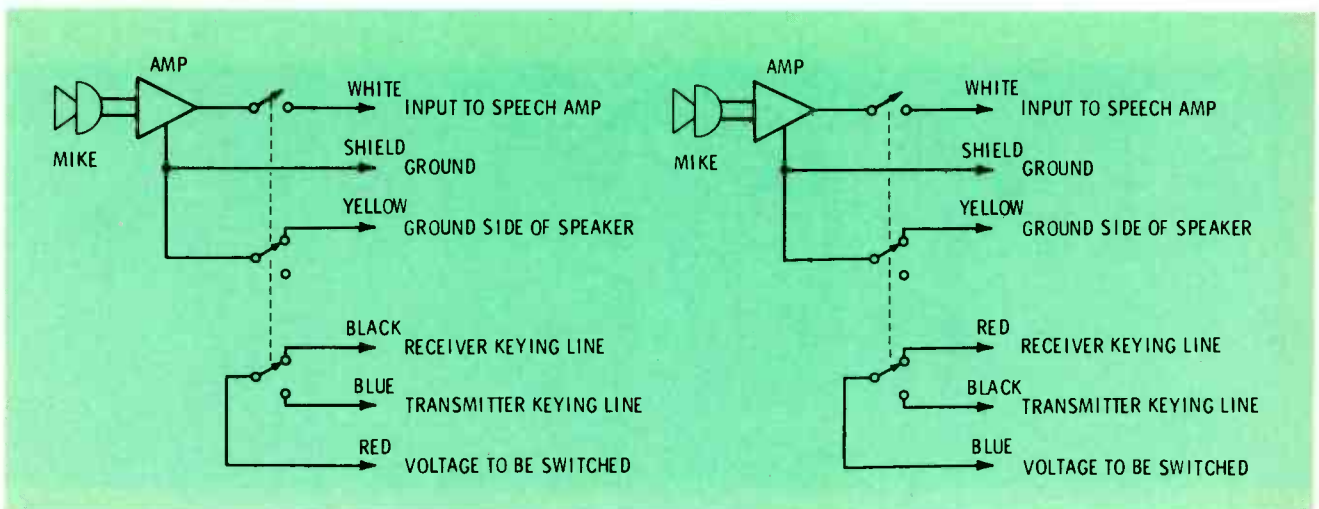 AMP
WHITE
INPUT TO SPEECH AMP
MIKE
SHIELD
GROUND
YELLOW
GROUND SIDE OF SPEAKER
BLACK
RECEIVER KEYING LINE
BLUE
TRANSMITTER KEYING LINE
RED
VOLTAGE TO BE SWITCHED
AMP
WHITE
INPUT TO SPEECH AMP
MIKE
SHIELD
GROUND
YELLOW
GROUND SIDE OF SPEAKER
RED
RECEIVER KEYING LINE
BLACK
TRANSMITTER KEYING LINE
BLUE
VOLTAGE TO BE SWITCHED